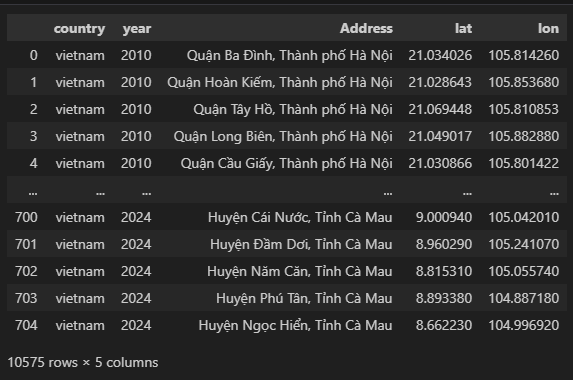 country year Address lat lon
0 vietnam 2010 Quận Ba Đình, Thành phố Hà Nội 21.034026 105.814260
1 vietnam 2010 Quận Hoàn Kiếm, Thành phố Hà Nội 21.028643 105.853680
2 vietnam 2010 Quận Tây Hồ, Thành phố Hà Nội 21.069448 105.810853
3 vietnam 2010 Quận Long Biên, Thành phố Hà Nội 21.049017 105.882880
4 vietnam 2010 Quận Cầu Giấy, Thành phố Hà Nội 21.030866 105.801422
... ... ... ... ... ...
700 vietnam 2024 Huyện Cái Nước, Tỉnh Cà Mau 9.000940 105.042010
701 vietnam 2024 Huyện Đầm Dơi, Tỉnh Cà Mau 8.960290 105.241070
702 vietnam 2024 Huyện Năm Căn, Tỉnh Cà Mau 8.815310 105.055740
703 vietnam 2024 Huyện Phú Tân, Tỉnh Cà Mau 8.893380 104.887180
704 vietnam 2024 Huyện Ngọc Hiển, Tỉnh Cà Mau 8.662230 104.996920
10575 rows × 5 columns